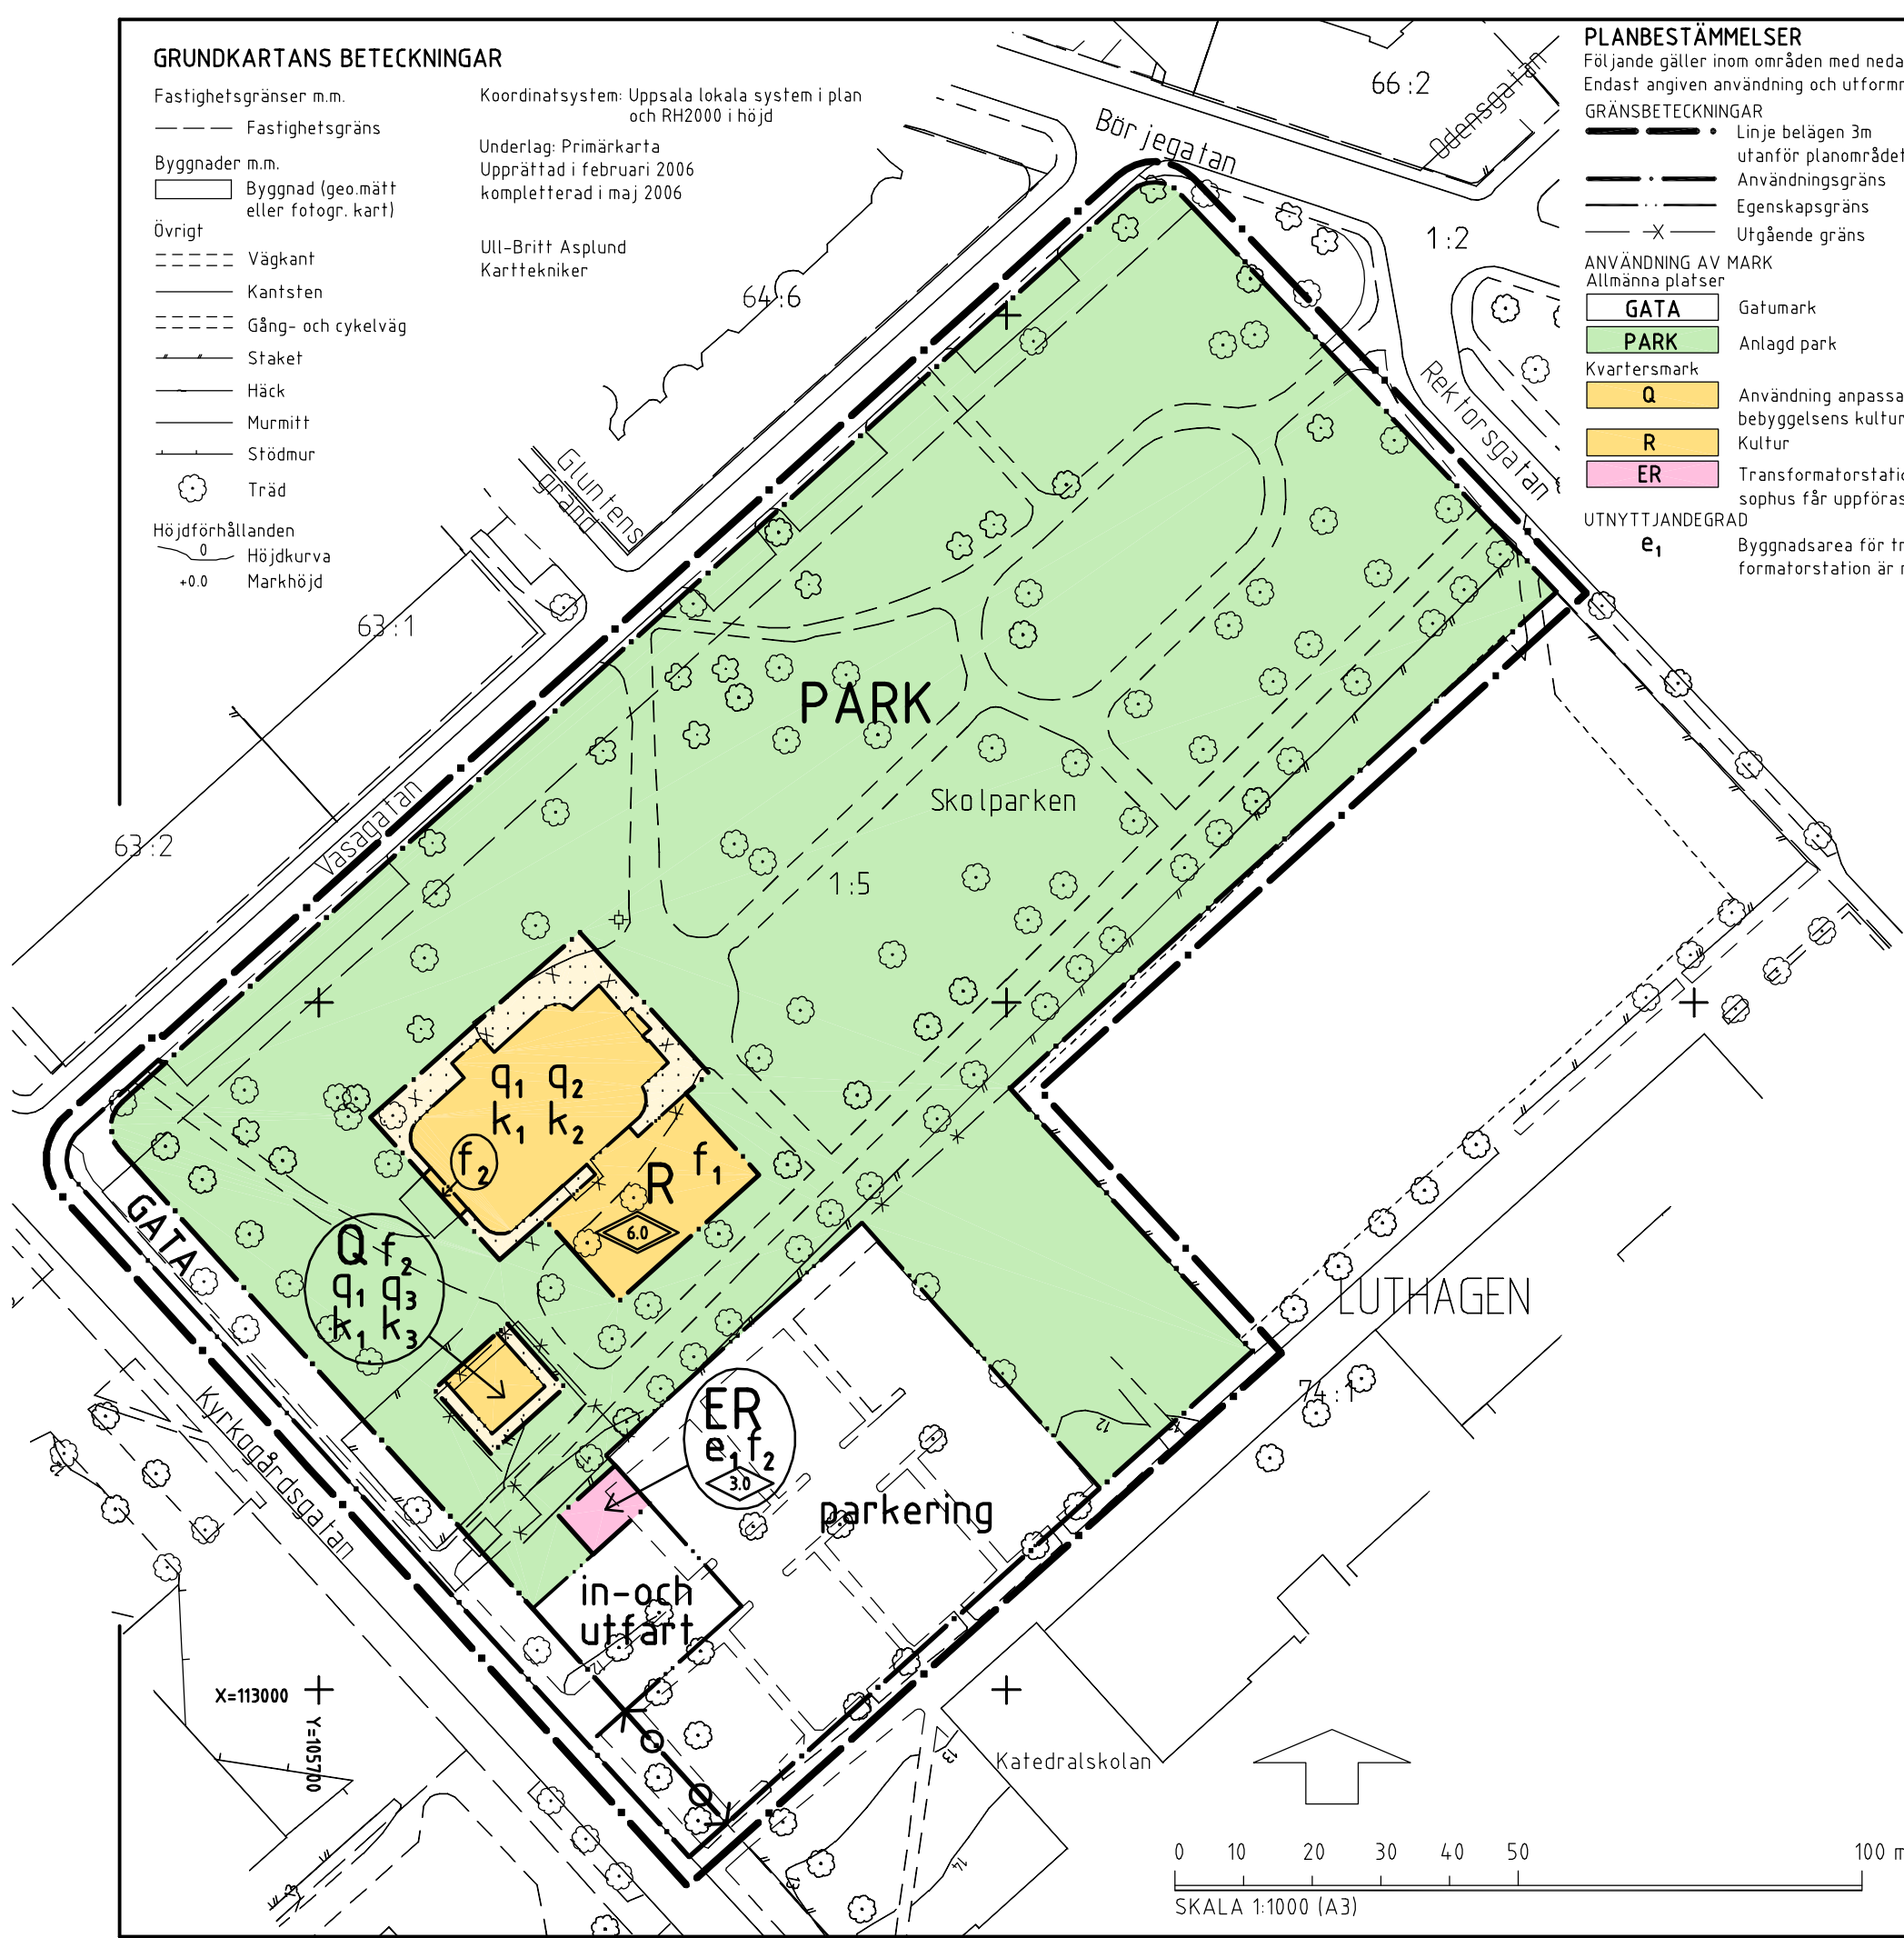 GRUNDKARTANS BETECKNINGAR
Fastighetsgränser m.m.
Fastighetsgräns
Byggnader m.m.
Byggnad (geo.mätt
eller fotogr. kart)
Övrigt
Vägkant
Kantsten
Gång- och cykelväg
Staket
Häck
Murmitt
Stödmur
Träd
Höjdförhållanden
0
Höjdkurva
+0.0
Markhöjd
Koordinatsystem: Uppsala lokala system i plan
och RH2000 i höjd
Underlag: Primärkarta
Upprättad i februari 2006
kompletterad i maj 2006
Ull-Britt Asplund
Karttekniker
PLANBESTÄMMELSER
Följande gäller inom områden med neda
Endast angiven användning och utformn
GRÄNSBETECKNINGAR
Linje belägen 3m
utanför planområdet
Användningsgräns
Egenskapsgräns
Utgående gräns
ANVÄNDNING AV MARK
Allmänna platser
GATA Gatumark
PARK Anlagd park
Kvartersmark
Q Användning anpassa
bebyggelsens kultur
R Kultur
ER Transformatorstatio
sophus får uppföras
UTNYTTJANDEGRAD
e₁ Byggnadsarea för tr
formatorstation är m
66:2
Odensgatan
Börjegatan
1:2
64:6
Rektorsgatan
Gluntens
gränd
63:1
PARK
Skolparken
Vasagatan
63:2
1:5
q₁ q₂
k₁ k₂
f₂
R f₁
6.0
GATA
Q f₂
q₁ q₃
k₁ k₃
LUTHAGEN
74:1
ER
e₁ f₂
3.0
12
12
Kyrkogårdsgatan
parkering
in-och
utfart
12
X=113000
Y=105700
Katedralskolan
13
13
14
0 10 20 30 40 50 100 m
SKALA 1:1000 (A3)